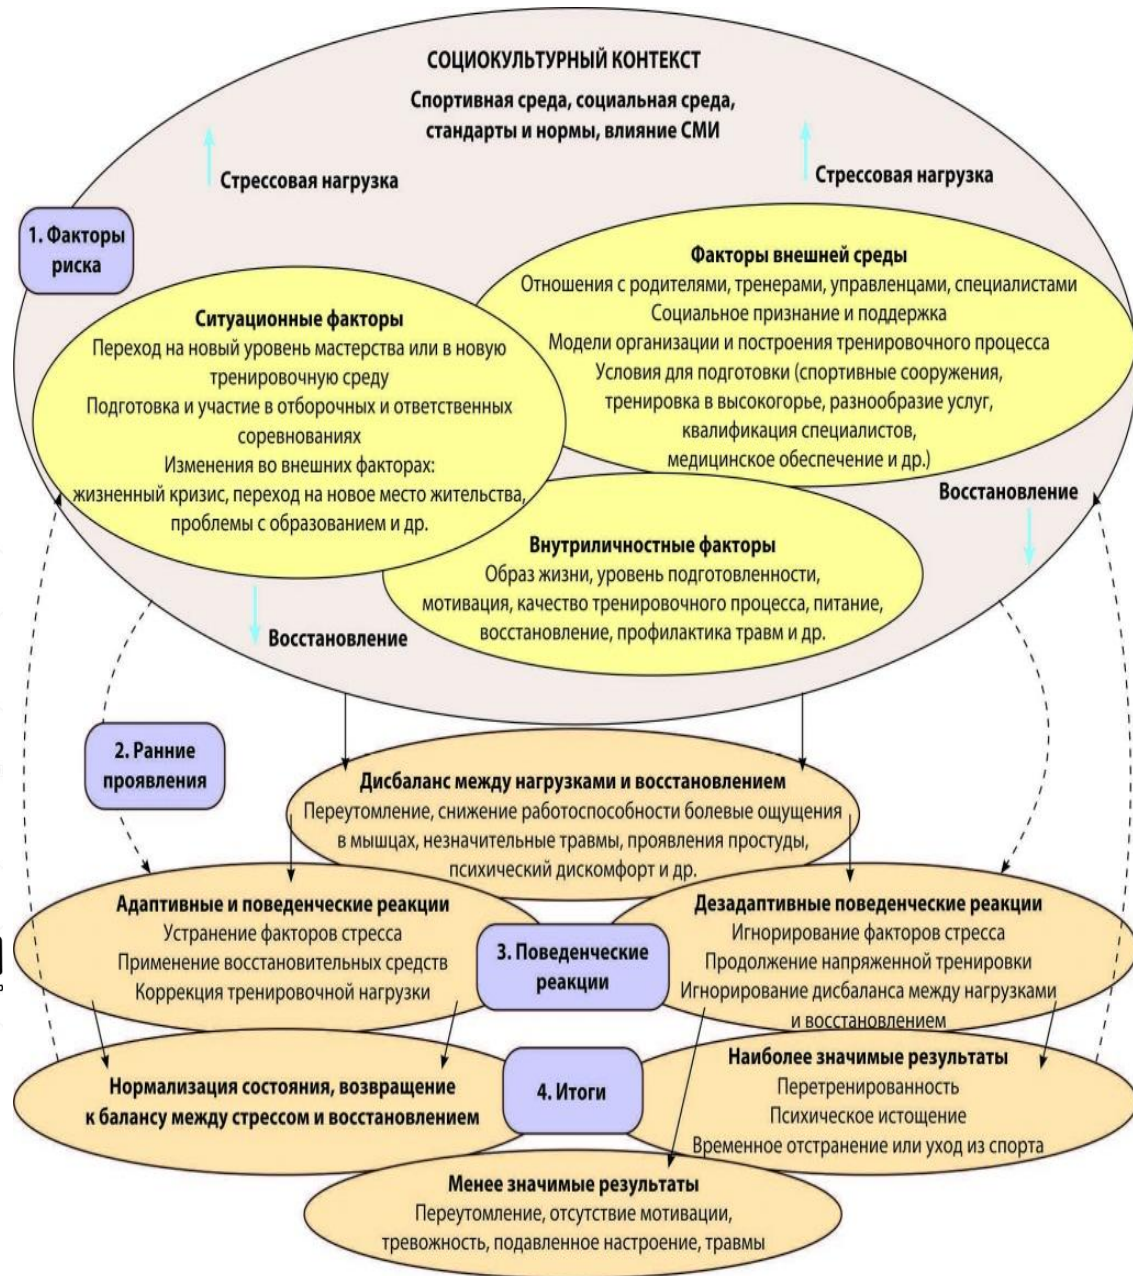 СОЦИОКУЛЬТУРНЫЙ КОНТЕКСТ
Спортивная среда, социальная среда,
стандарты и нормы, влияние СМИ
Стрессовая нагрузка
Стрессовая нагрузка
1. Факторы
риска
Факторы внешней среды
Отношения с родителями, тренерами, управленцами, специалистами
Социальное признание и поддержка
Модели организации и построения тренировочного процесса
Условия для подготовки (спортивные сооружения,
тренировка в высокогорье, разнообразие услуг,
квалификация специалистов,
медицинское обеспечение и др.)
Ситуационные факторы
Переход на новый уровень мастерства или в новую
тренировочную среду
Подготовка и участие в отборочных и ответственных
соревнованиях
Изменения во внешних факторах:
жизненный кризис, переход на новое место жительства,
проблемы с образованием и др.
Восстановление
Внутриличностные факторы
Образ жизни, уровень подготовленности,
мотивация, качество тренировочного процесса, питание,
восстановление, профилактика травм и др.
Восстановление
2. Ранние
проявления
Дисбаланс между нагрузками и восстановлением
Переутомление, снижение работоспособности болевые ощущения
в мышцах, незначительные травмы, проявления простуды,
психический дискомфорт и др.
Адаптивные и поведенческие реакции
Устранение факторов стресса
Применение восстановительных средств
Коррекция тренировочной нагрузки
3. Поведенческие
реакции
Дезадаптивные поведенческие реакции
Игнорирование факторов стресса
Продолжение напряженной тренировки
Игнорирование дисбаланса между нагрузками
и восстановлением
Нормализация состояния, возвращение
к балансу между стрессом и восстановлением
4. Итоги
Наиболее значимые результаты
Перетренированность
Психическое истощение
Временное отстранение или уход из спорта
Менее значимые результаты
Переутомление, отсутствие мотивации,
тревожность, подавленное настроение, травмы